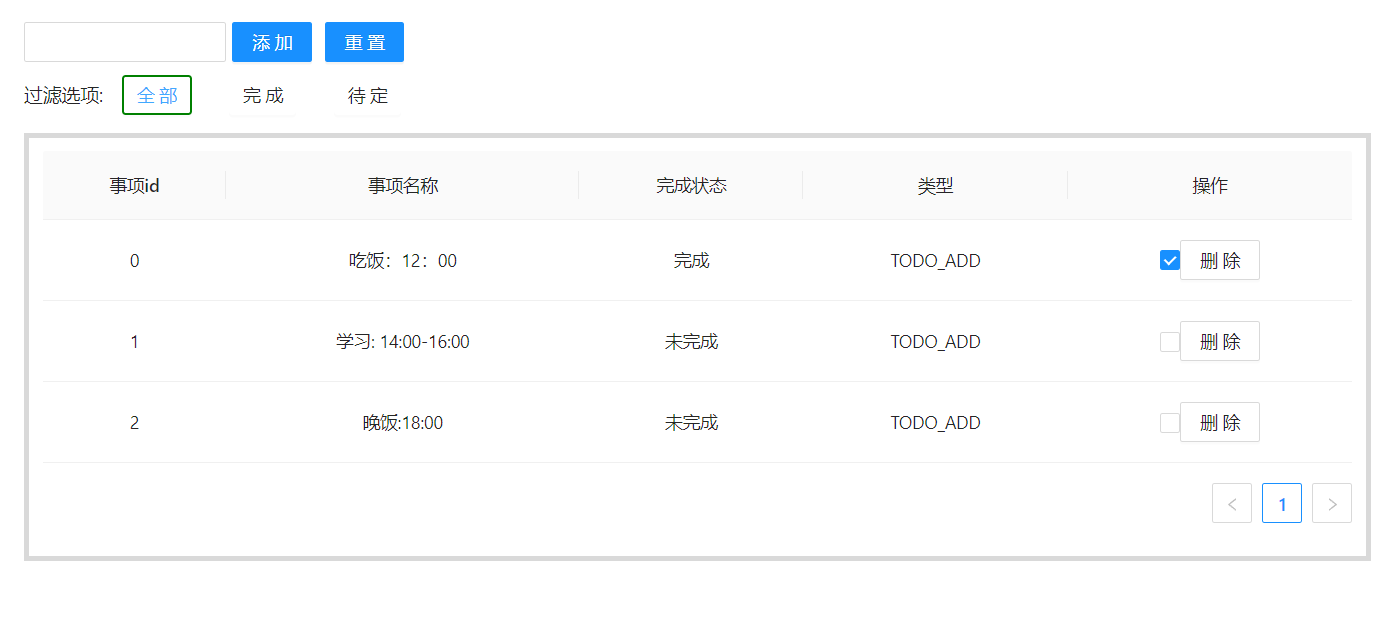 添 加 重 置
过滤选项: 全 部 完 成 待 定
事项id 事项名称 完成状态 类型 操作
0 吃饭：12：00 完成 TODO_ADD 删 除
1 学习: 14:00-16:00 未完成 TODO_ADD 删 除
2 晚饭:18:00 未完成 TODO_ADD 删 除
< 1 >